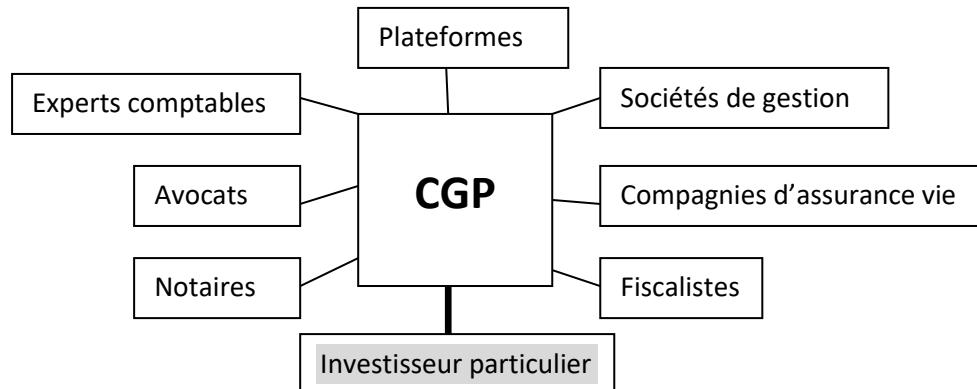 Plateformes
Experts comptables
Sociétés de gestion
Avocats
CGP
Compagnies d’assurance vie
Notaires
Fiscalistes
Investisseur particulier